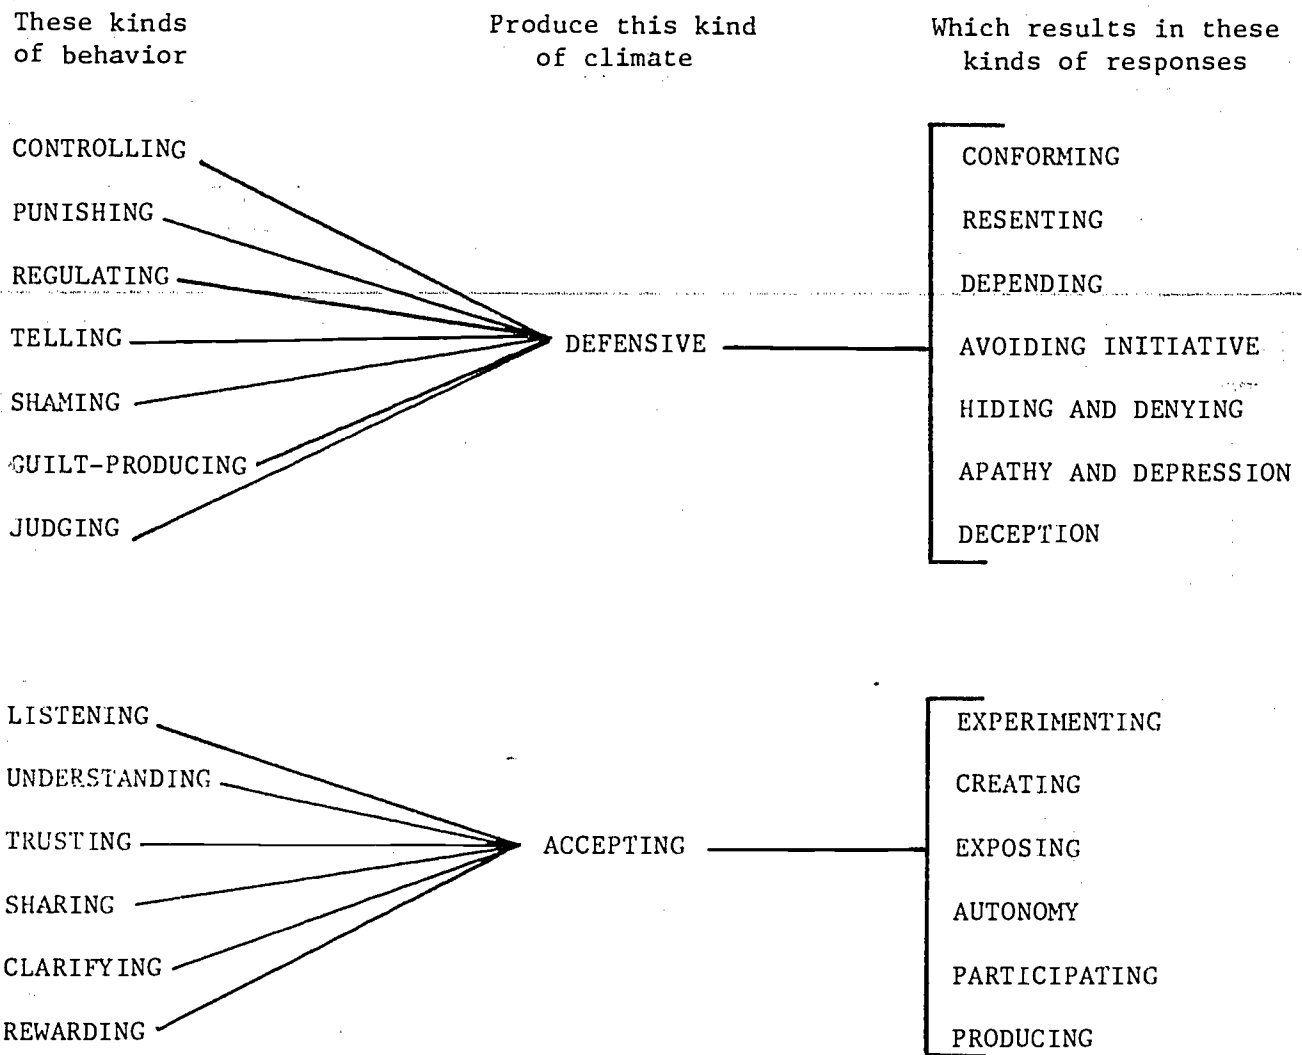 These kinds
of behavior
Produce this kind
of climate
Which results in these
kinds of responses
CONTROLLING
PUNISHING
REGULATING
TELLING
SHAMING
GUILT-PRODUCING
JUDGING
DEFENSIVE
CONFORMING
RESENTING
DEPENDING
AVOIDING INITIATIVE
HIDING AND DENYING
APATHY AND DEPRESSION
DECEPTION
LISTENING
UNDERSTANDING
TRUSTING
SHARING
CLARIFYING
REWARDING
ACCEPTING
EXPERIMENTING
CREATING
EXPOSING
AUTONOMY
PARTICIPATING
PRODUCING